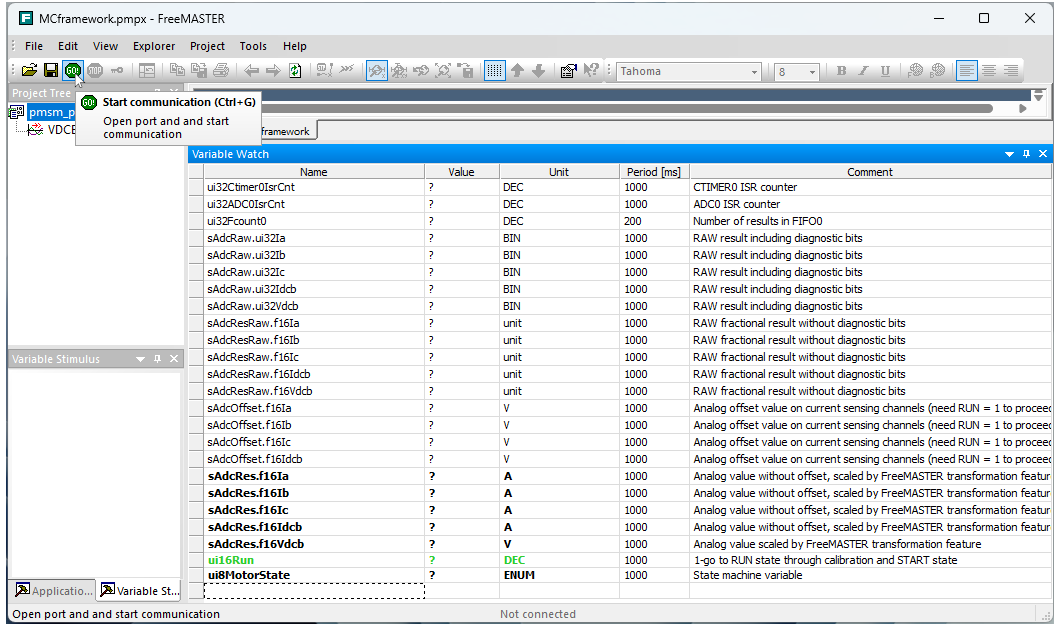 MCframework.pmpx - FreeMASTER
File Edit View Explorer Project Tools Help
GO! STOP Tahoma 8 B I U
Project Tree
GO! Start communication (Ctrl+G)
Open port and and start
communication
pmsm_p
VDCB
framework
Variable Watch
Name Value Unit Period [ms] Comment
ui32Ctimer0IsrCnt ? DEC 1000 CTIMER0 ISR counter
ui32ADC0IsrCnt ? DEC 1000 ADC0 ISR counter
ui32Fcount0 ? DEC 200 Number of results in FIFO0
sAdcRaw.ui32Ia ? BIN 1000 RAW result including diagnostic bits
sAdcRaw.ui32Ib ? BIN 1000 RAW result including diagnostic bits
sAdcRaw.ui32Ic ? BIN 1000 RAW result including diagnostic bits
sAdcRaw.ui32Idcb ? BIN 1000 RAW result including diagnostic bits
sAdcRaw.ui32Vdcb ? BIN 1000 RAW result including diagnostic bits
sAdcResRaw.f16Ia ? unit 1000 RAW fractional result without diagnostic bits
sAdcResRaw.f16Ib ? unit 1000 RAW fractional result without diagnostic bits
sAdcResRaw.f16Ic ? unit 1000 RAW fractional result without diagnostic bits
sAdcResRaw.f16Idcb ? unit 1000 RAW fractional result without diagnostic bits
sAdcResRaw.f16Vdcb ? unit 1000 RAW fractional result without diagnostic bits
sAdcOffset.f16Ia ? V 1000 Analog offset value on current sensing channels (need RUN = 1 to proceed
sAdcOffset.f16Ib ? V 1000 Analog offset value on current sensing channels (need RUN = 1 to proceed
sAdcOffset.f16Ic ? V 1000 Analog offset value on current sensing channels (need RUN = 1 to proceed
sAdcOffset.f16Idcb ? V 1000 Analog offset value on current sensing channels (need RUN = 1 to proceed
sAdcRes.f16Ia ? A 1000 Analog value without offset, scaled by FreeMASTER transformation featur
sAdcRes.f16Ib ? A 1000 Analog value without offset, scaled by FreeMASTER transformation featur
sAdcRes.f16Ic ? A 1000 Analog value without offset, scaled by FreeMASTER transformation featur
sAdcRes.f16Idcb ? A 1000 Analog value without offset, scaled by FreeMASTER transformation featur
sAdcRes.f16Vdcb ? V 1000 Analog value scaled by FreeMASTER transformation feature
ui16Run ? DEC 1000 1-go to RUN state through calibration and START state
ui8MotorState ? ENUM 1000 State machine variable
Variable Stimulus
Applicatio... Variable St...
Open port and and start communication Not connected